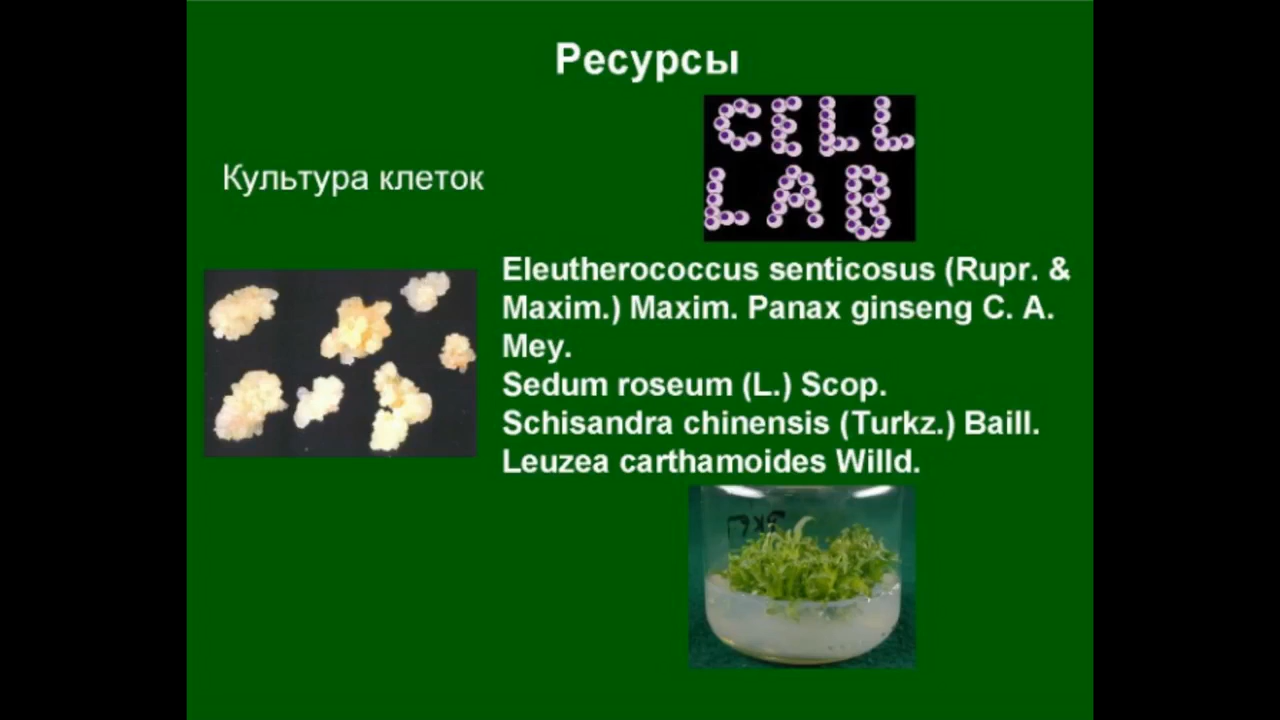 Ресурсы
CELL
LAB
Культура клеток
Eleutherococcus senticosus (Rupr. &
Maxim.) Maxim. Panax ginseng C. A.
Mey.
Sedum roseum (L.) Scop.
Schisandra chinensis (Turkz.) Baill.
Leuzea carthamoides Willd.